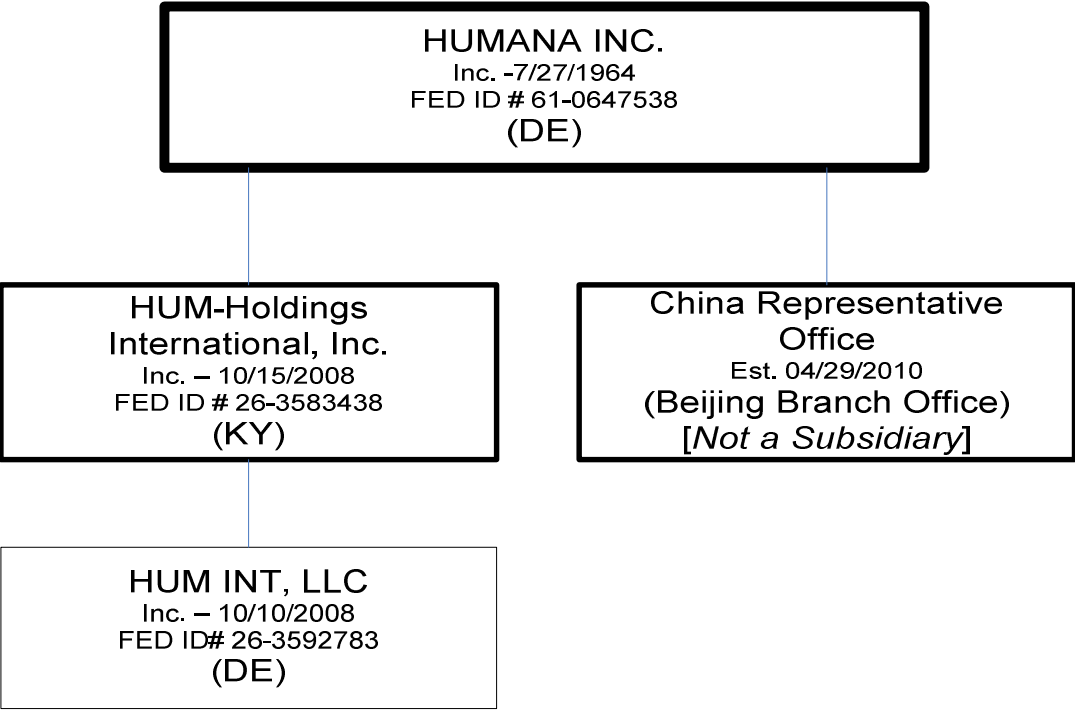 HUMANA INC.
Inc. -7/27/1964
FED ID # 61-0647538
(DE)
HUM-Holdings
International, Inc.
Inc. – 10/15/2008
FED ID # 26-3583438
(KY)
China Representative
Office
Est. 04/29/2010
(Beijing Branch Office)
[Not a Subsidiary]
HUM INT, LLC
Inc. – 10/10/2008
FED ID# 26-3592783
(DE)